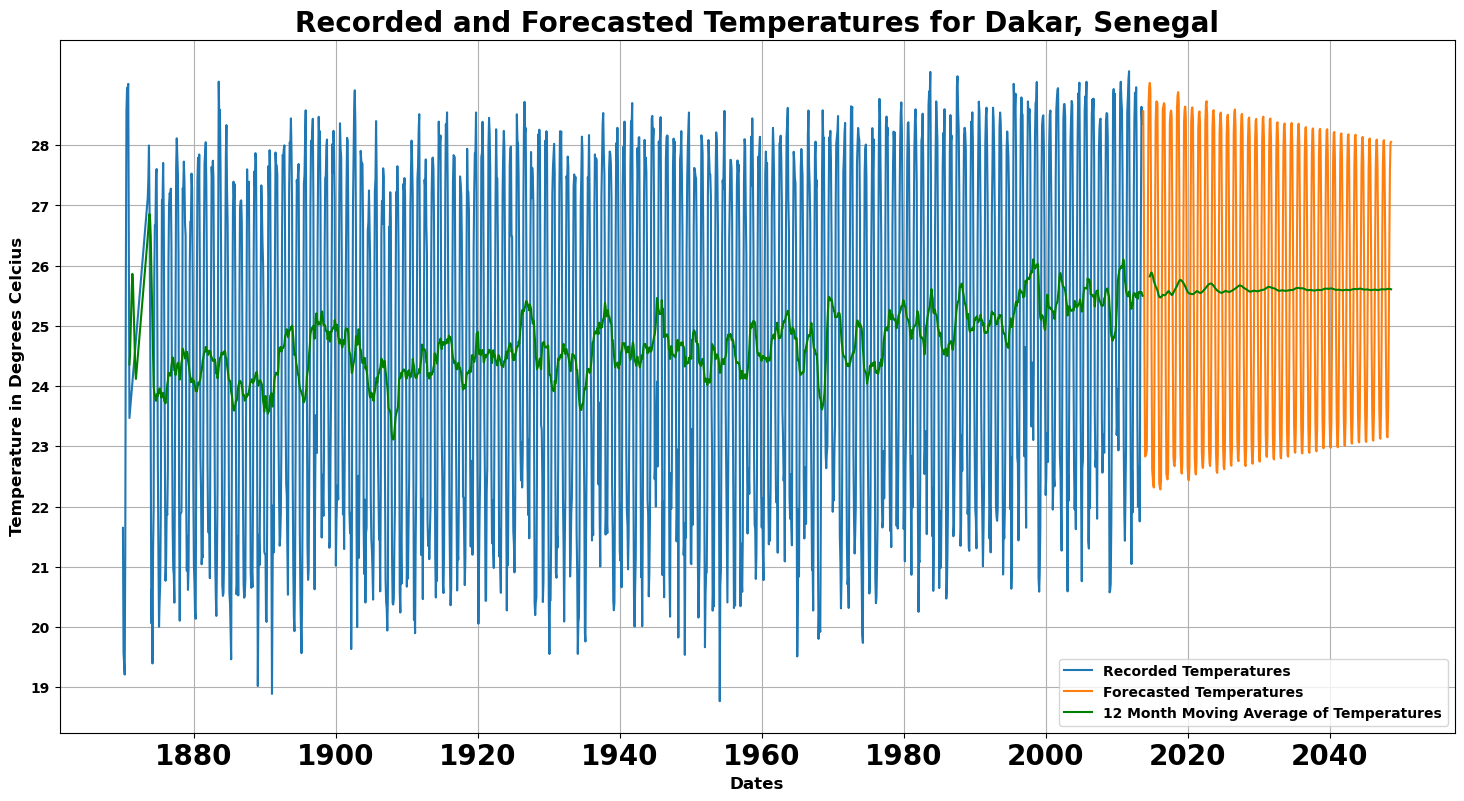 Recorded and Forecasted Temperatures for Dakar, Senegal
Temperature in Degrees Celcius
28
27
26
25
24
23
22
21
20
19
Recorded Temperatures
Forecasted Temperatures
12 Month Moving Average of Temperatures
1880 1900 1920 1940 1960 1980 2000 2020 2040
Dates